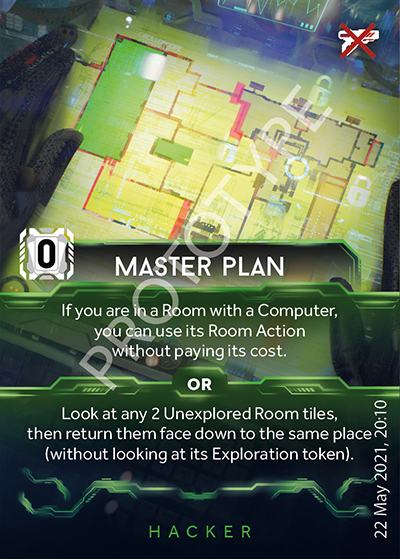 0
MASTER PLAN
If you are in a Room with a Computer,
you can use its Room Action
without paying its cost.
OR
Look at any 2 Unexplored Room tiles,
then return them face down to the same place
(without looking at its Exploration token).
HACKER
PROTOTYPE
22 May 2021, 20:10